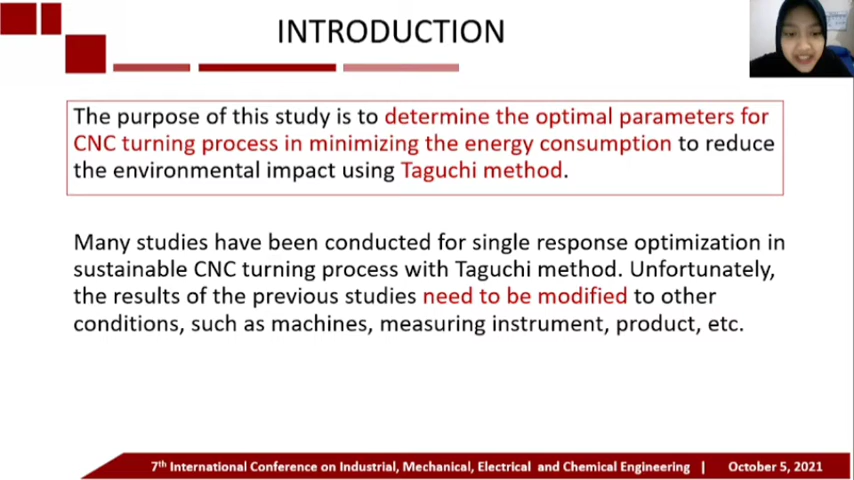 INTRODUCTION
The purpose of this study is to determine the optimal parameters for
CNC turning process in minimizing the energy consumption to reduce
the environmental impact using Taguchi method.
Many studies have been conducted for single response optimization in
sustainable CNC turning process with Taguchi method. Unfortunately,
the results of the previous studies need to be modified to other
conditions, such as machines, measuring instrument, product, etc.
7th International Conference on Industrial, Mechanical, Electrical and Chemical Engineering | October 5, 2021